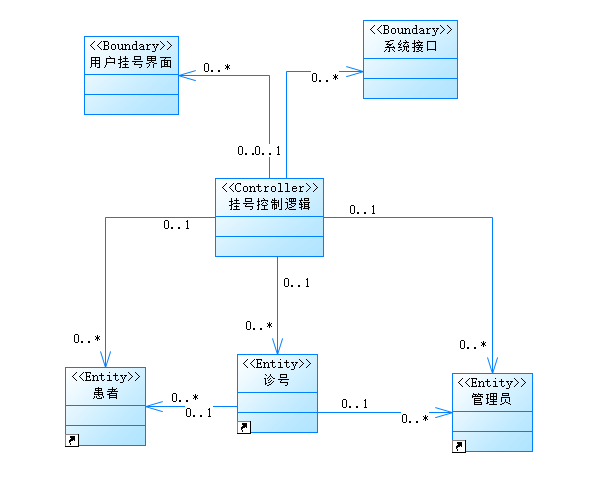 <<Boundary>>
系统接口
<<Boundary>>
用户挂号界面
0..*
0..*
0..
0..1
<<Controller>>
挂号控制逻辑
0..1
0..1
0..1
0..*
0..*
0..*
<<Entity>>
诊号
<<Entity>>
患者
<<Entity>>
管理员
0..*
0..1
0..1
0..*